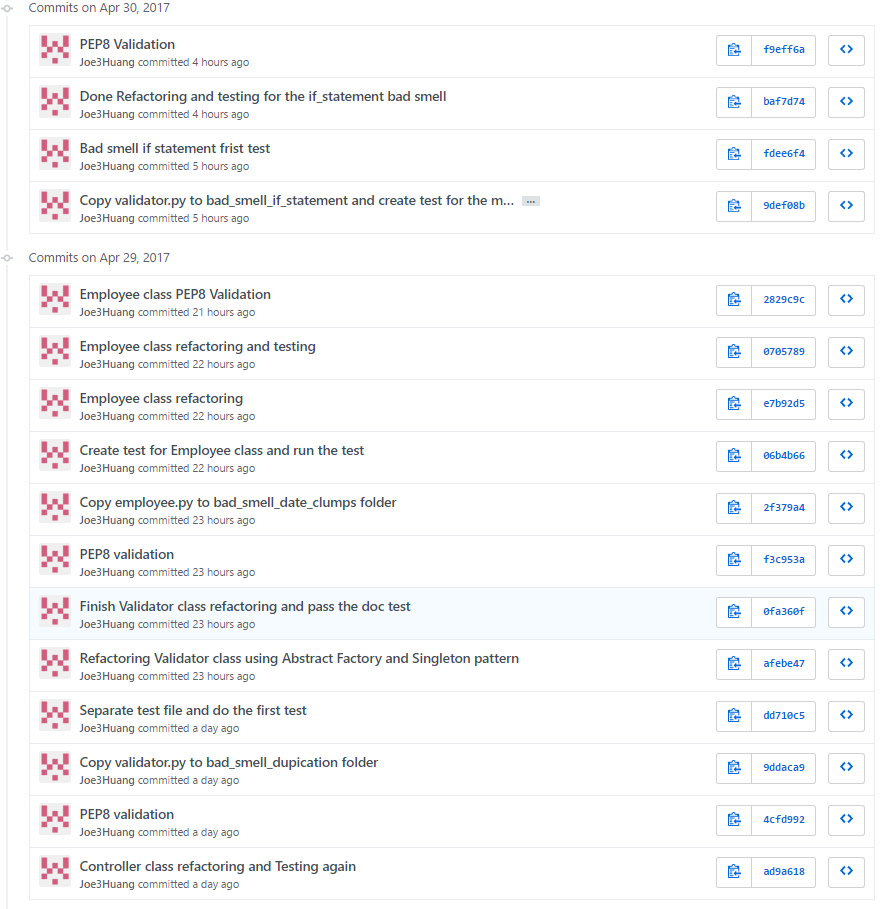 Commits on Apr 30, 2017
PEP8 Validation
Joe3Huang committed 4 hours ago
f9eff6a
Done Refactoring and testing for the if_statement bad smell
Joe3Huang committed 4 hours ago
baf7d74
Bad smell if statement frist test
Joe3Huang committed 5 hours ago
fdee6f4
Copy validator.py to bad_smell_if_statement and create test for the m... …
Joe3Huang committed 5 hours ago
9def08b
Commits on Apr 29, 2017
Employee class PEP8 Validation
Joe3Huang committed 21 hours ago
2829c9c
Employee class refactoring and testing
Joe3Huang committed 22 hours ago
0705789
Employee class refactoring
Joe3Huang committed 22 hours ago
e7b92d5
Create test for Employee class and run the test
Joe3Huang committed 22 hours ago
06b4b66
Copy employee.py to bad_smell_date_clumps folder
Joe3Huang committed 23 hours ago
2f379a4
PEP8 validation
Joe3Huang committed 23 hours ago
f3c953a
Finish Validator class refactoring and pass the doc test
Joe3Huang committed 23 hours ago
0fa360f
Refactoring Validator class using Abstract Factory and Singleton pattern
Joe3Huang committed 23 hours ago
afebe47
Separate test file and do the first test
Joe3Huang committed a day ago
dd710c5
Copy validator.py to bad_smell_dupication folder
Joe3Huang committed a day ago
9ddaca9
PEP8 validation
Joe3Huang committed a day ago
4cfd992
Controller class refactoring and Testing again
Joe3Huang committed a day ago
ad9a618